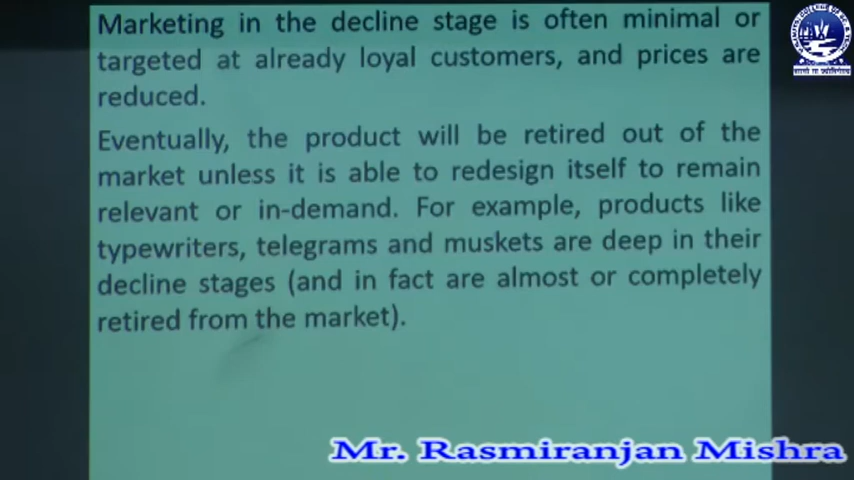 Marketing in the decline stage is often minimal or
targeted at already loyal customers, and prices are
reduced.
Eventually, the product will be retired out of the
market unless it is able to redesign itself to remain
relevant or in-demand. For example, products like
typewriters, telegrams and muskets are deep in their
decline stages (and in fact are almost or completely
retired from the market).
Mr. Rasmiranjan Mishra